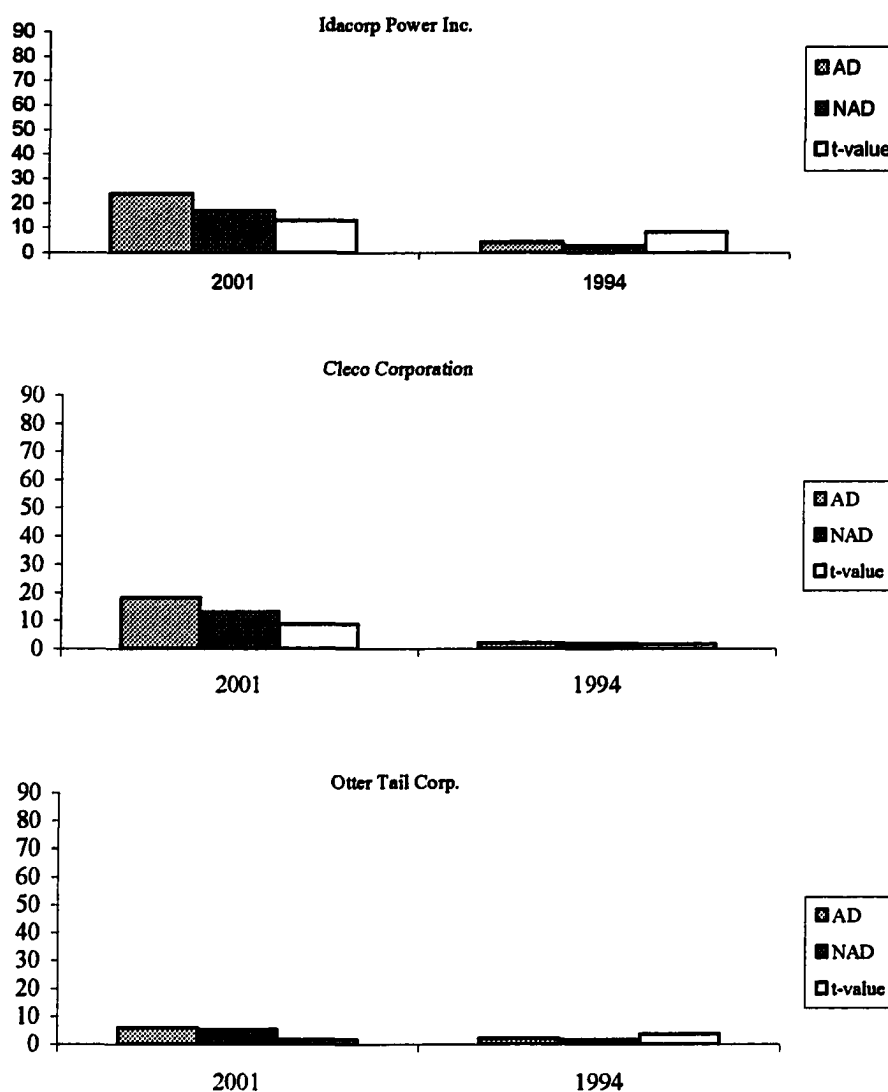 Idacorp Power Inc.
90
80
70
60
50
40
30
20
10
0
2001 1994
AD
NAD
t-value
Cleco Corporation
90
80
70
60
50
40
30
20
10
0
2001 1994
AD
NAD
t-value
Otter Tail Corp.
90
80
70
60
50
40
30
20
10
0
2001 1994
AD
NAD
t-value